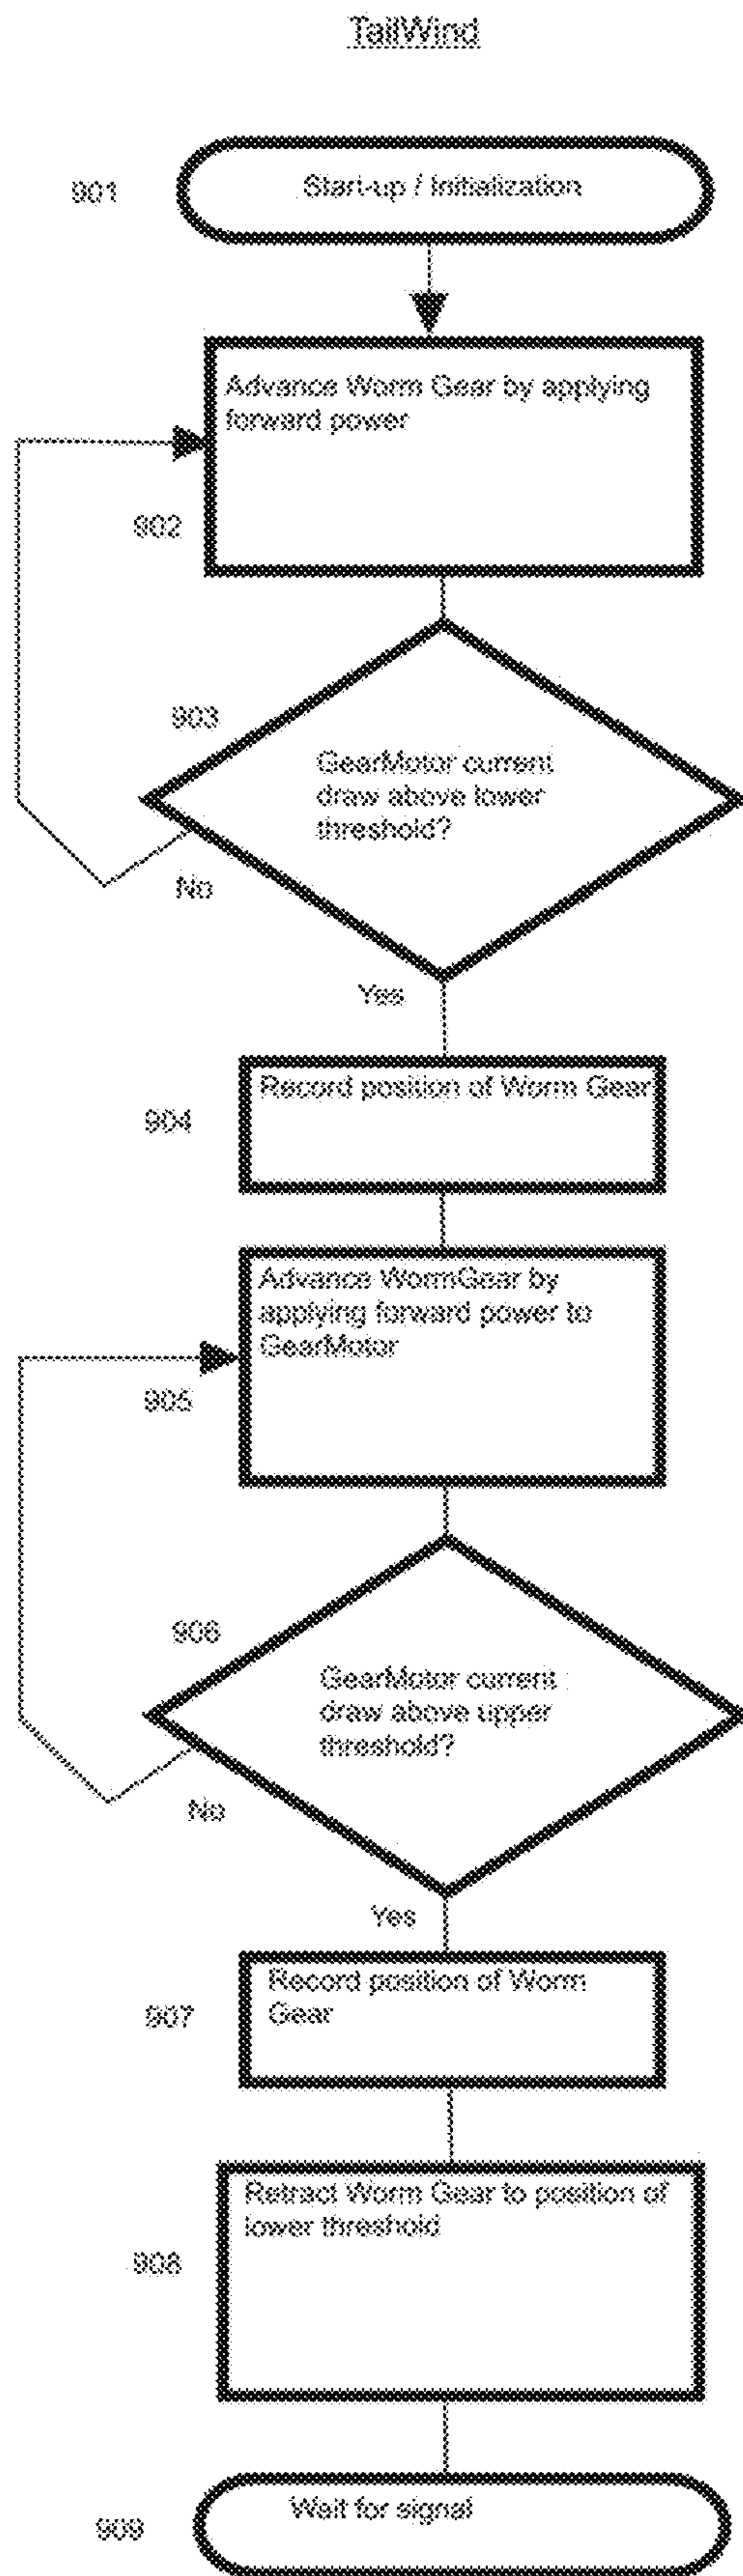 TailWind
901
Start-up / Initialization
Advance Worm Gear by applying
forward power
902
903
GearMotor current
draw above lower
threshold?
No
Yes
Record position of Worm Gear
904
Advance WormGear by
applying forward power to
GearMotor
905
906
GearMotor current
draw above upper
threshold?
No
Yes
Record position of Worm
Gear
907
Retract Worm Gear to position of
lower threshold
908
Wait for signal
909